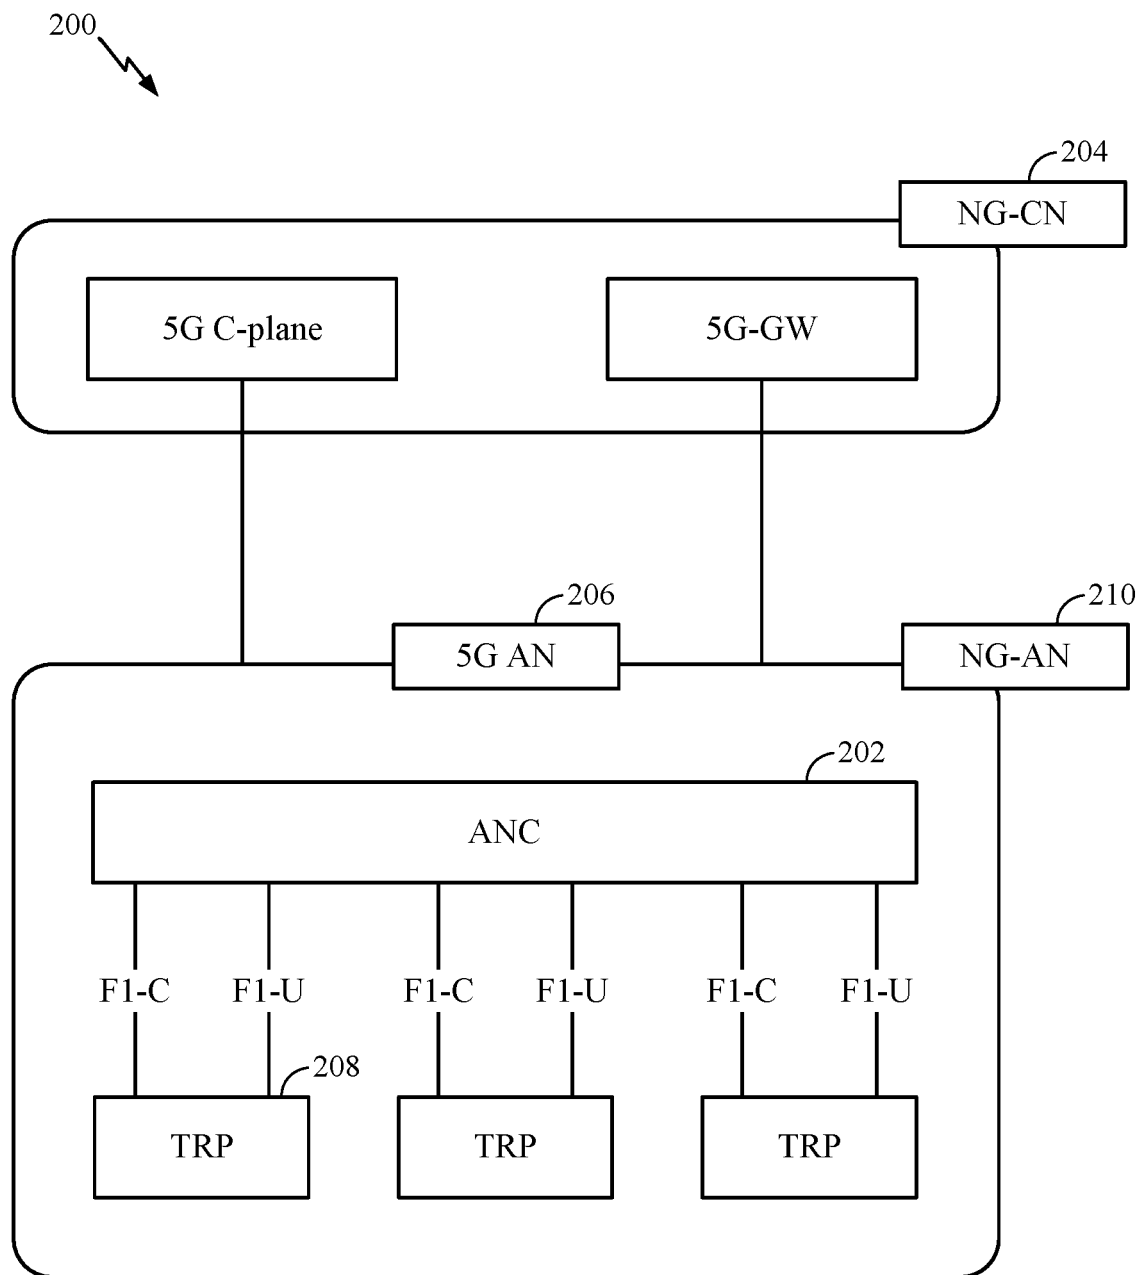 200
204
NG-CN
5G C-plane
5G-GW
206
210
5G AN
NG-AN
202
ANC
F1-C F1-U F1-C F1-U F1-C F1-U
208
TRP TRP TRP